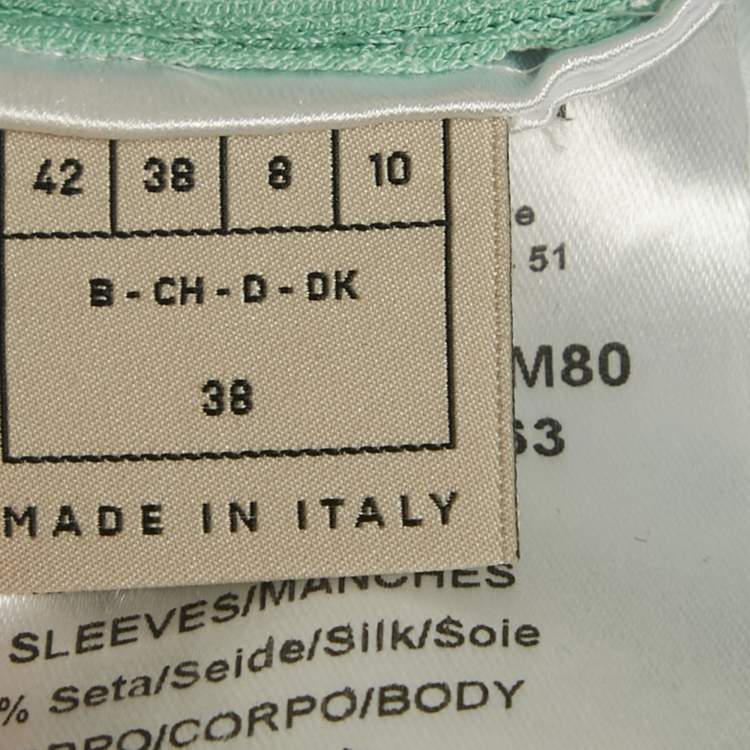 42 38 8 10
B - CH - D - DK
38
MADE IN ITALY
e
51
M80
63
SLEEVES/MANCHES
% Seta/Seide/Silk/Soie
CORPO/BODY